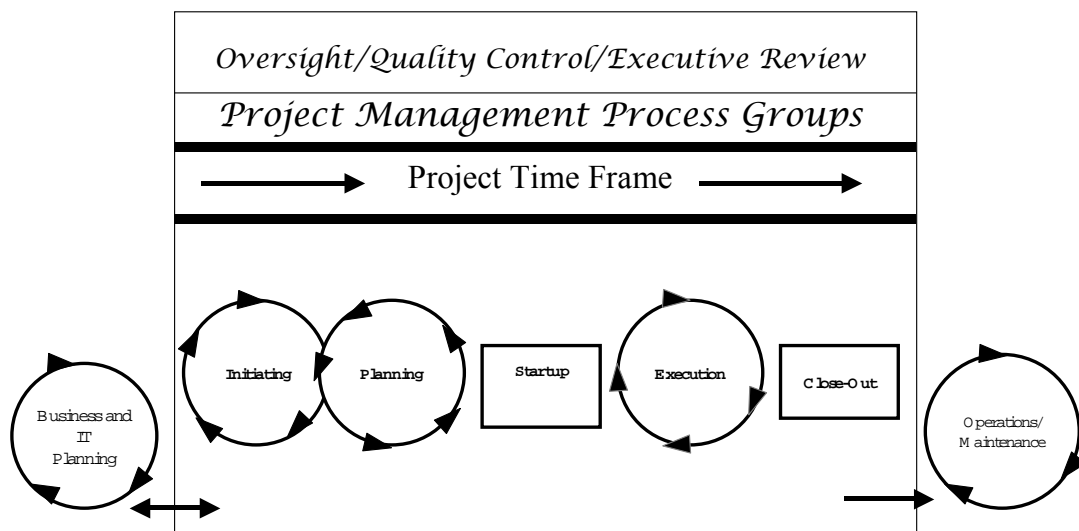 Oversight/Quality Control/Executive Review
Project Management Process Groups
Project Time Frame
Initiating
Planning
Startup
Execution
Close-Out
Business and
IT
Planning
Operations/
Maintenance